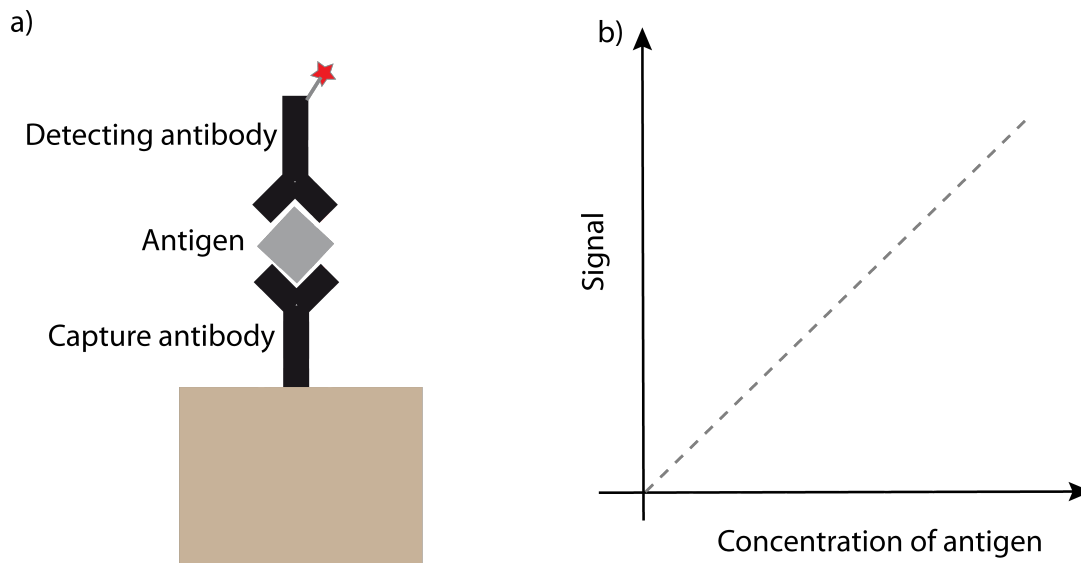 a)
Detecting antibody
Antigen
Capture antibody
b)
Signal
Concentration of antigen